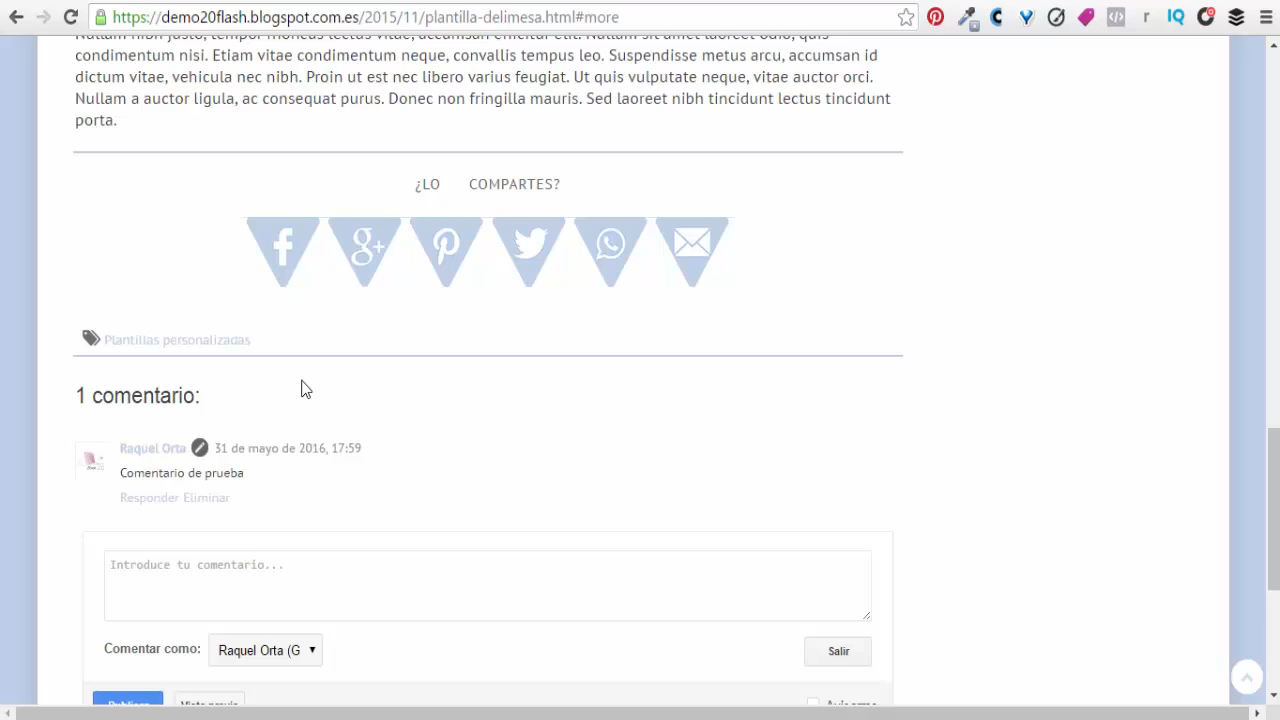 https://demo20flash.blogspot.com.es/2015/11/plantilla-delimesa.html#more
condimentum nisi. Etiam vitae condimentum neque, convallis tempus leo. Suspendisse metus arcu, accumsan id
dictum vitae, vehicula nec nibh. Proin ut est nec libero varius feugiat. Ut quis vulputate neque, vitae auctor orci.
Nullam a auctor ligula, ac consequat purus. Donec non fringilla mauris. Sed laoreet nibh tincidunt lectus tincidunt
porta.
¿LO COMPARTES?
Plantillas personalizadas
1 comentario:
Raquel Orta 31 de mayo de 2016, 17:59
Comentario de prueba
Responder Eliminar
Introduce tu comentario...
Comentar como: Raquel Orta (G
Salir